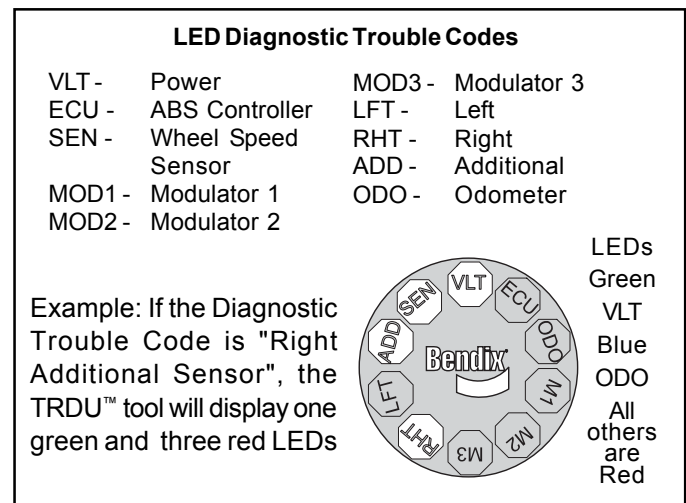 LED Diagnostic Trouble Codes
VLT - Power
ECU - ABS Controller
SEN - Wheel Speed
Sensor
MOD1 - Modulator 1
MOD2 - Modulator 2
MOD3 - Modulator 3
LFT - Left
RHT - Right
ADD - Additional
ODO - Odometer
Example: If the Diagnostic
Trouble Code is "Right
Additional Sensor", the
TRDU™ tool will display one
green and three red LEDs
VLT
ECU
ODO
M1
M2
M3
RHT
LFT
ADD
SEN
Bendix
LEDs
Green
VLT
Blue
ODO
All
others
are
Red